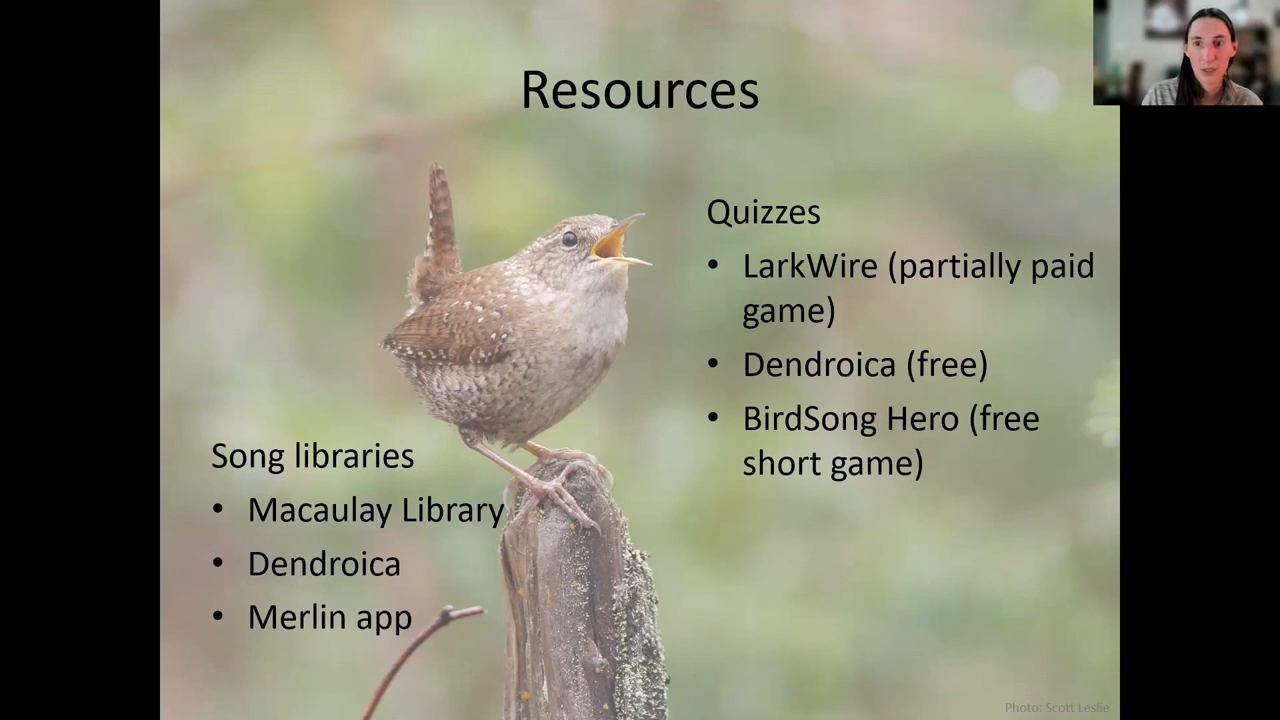 Resources
Quizzes
• LarkWire (partially paid
game)
• Dendroica (free)
• BirdSong Hero (free
short game)
Song libraries
• Macaulay Library
• Dendroica
• Merlin app
Photo: Scott Leslie